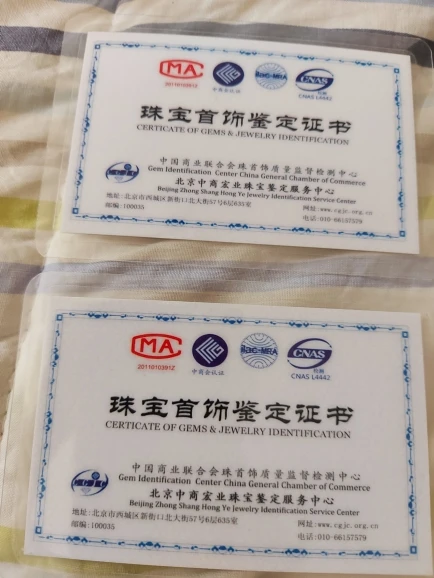 CMA
2011010391Z
中商会认证
ilac-MRA
CNAS
检测
CNAS L4442
珠宝首饰鉴定证书
CERTICATE OF GEMS & JEWELRY IDENTIFICATION
中国商业联合会珠首饰质量监督检测中心
Gem Identification Center China General Chamber of Commerce
北京中商宏业珠宝鉴定服务中心
Beijing Zhong Shang Hong Ye Jewelry Identification Service Center
地址:北京市西城区新街口北大街57号6层635室 网址:www.cgjc.org.cn
邮编:100035 电话:010-66157579
CMA
2011010391Z
中商会认证
ilac-MRA
CNAS
检测
CNAS L4442
珠宝首饰鉴定证书
CERTICATE OF GEMS & JEWELRY IDENTIFICATION
中国商业联合会珠首饰质量监督检测中心
Gem Identification Center China General Chamber of Commerce
北京中商宏业珠宝鉴定服务中心
Beijing Zhong Shang Hong Ye Jewelry Identification Service Center
地址:北京市西城区新街口北大街57号6层635室 网址:www.cgjc.org.cn
邮编:100035 电话:010-66157579